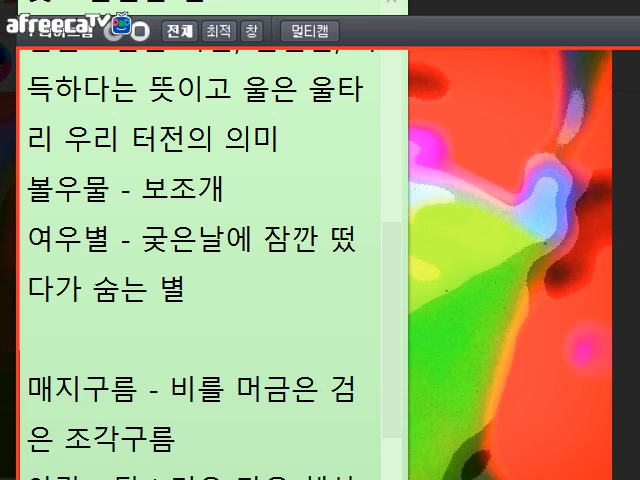 afreecaTV
전체 최적 창 멀티캠
득하다는 뜻이고 울은 울타
리 우리 터전의 의미
볼우물 - 보조개
여우별 - 궂은날에 잠깐 떴
다가 숨는 별
매지구름 - 비를 머금은 검
은 조각구름